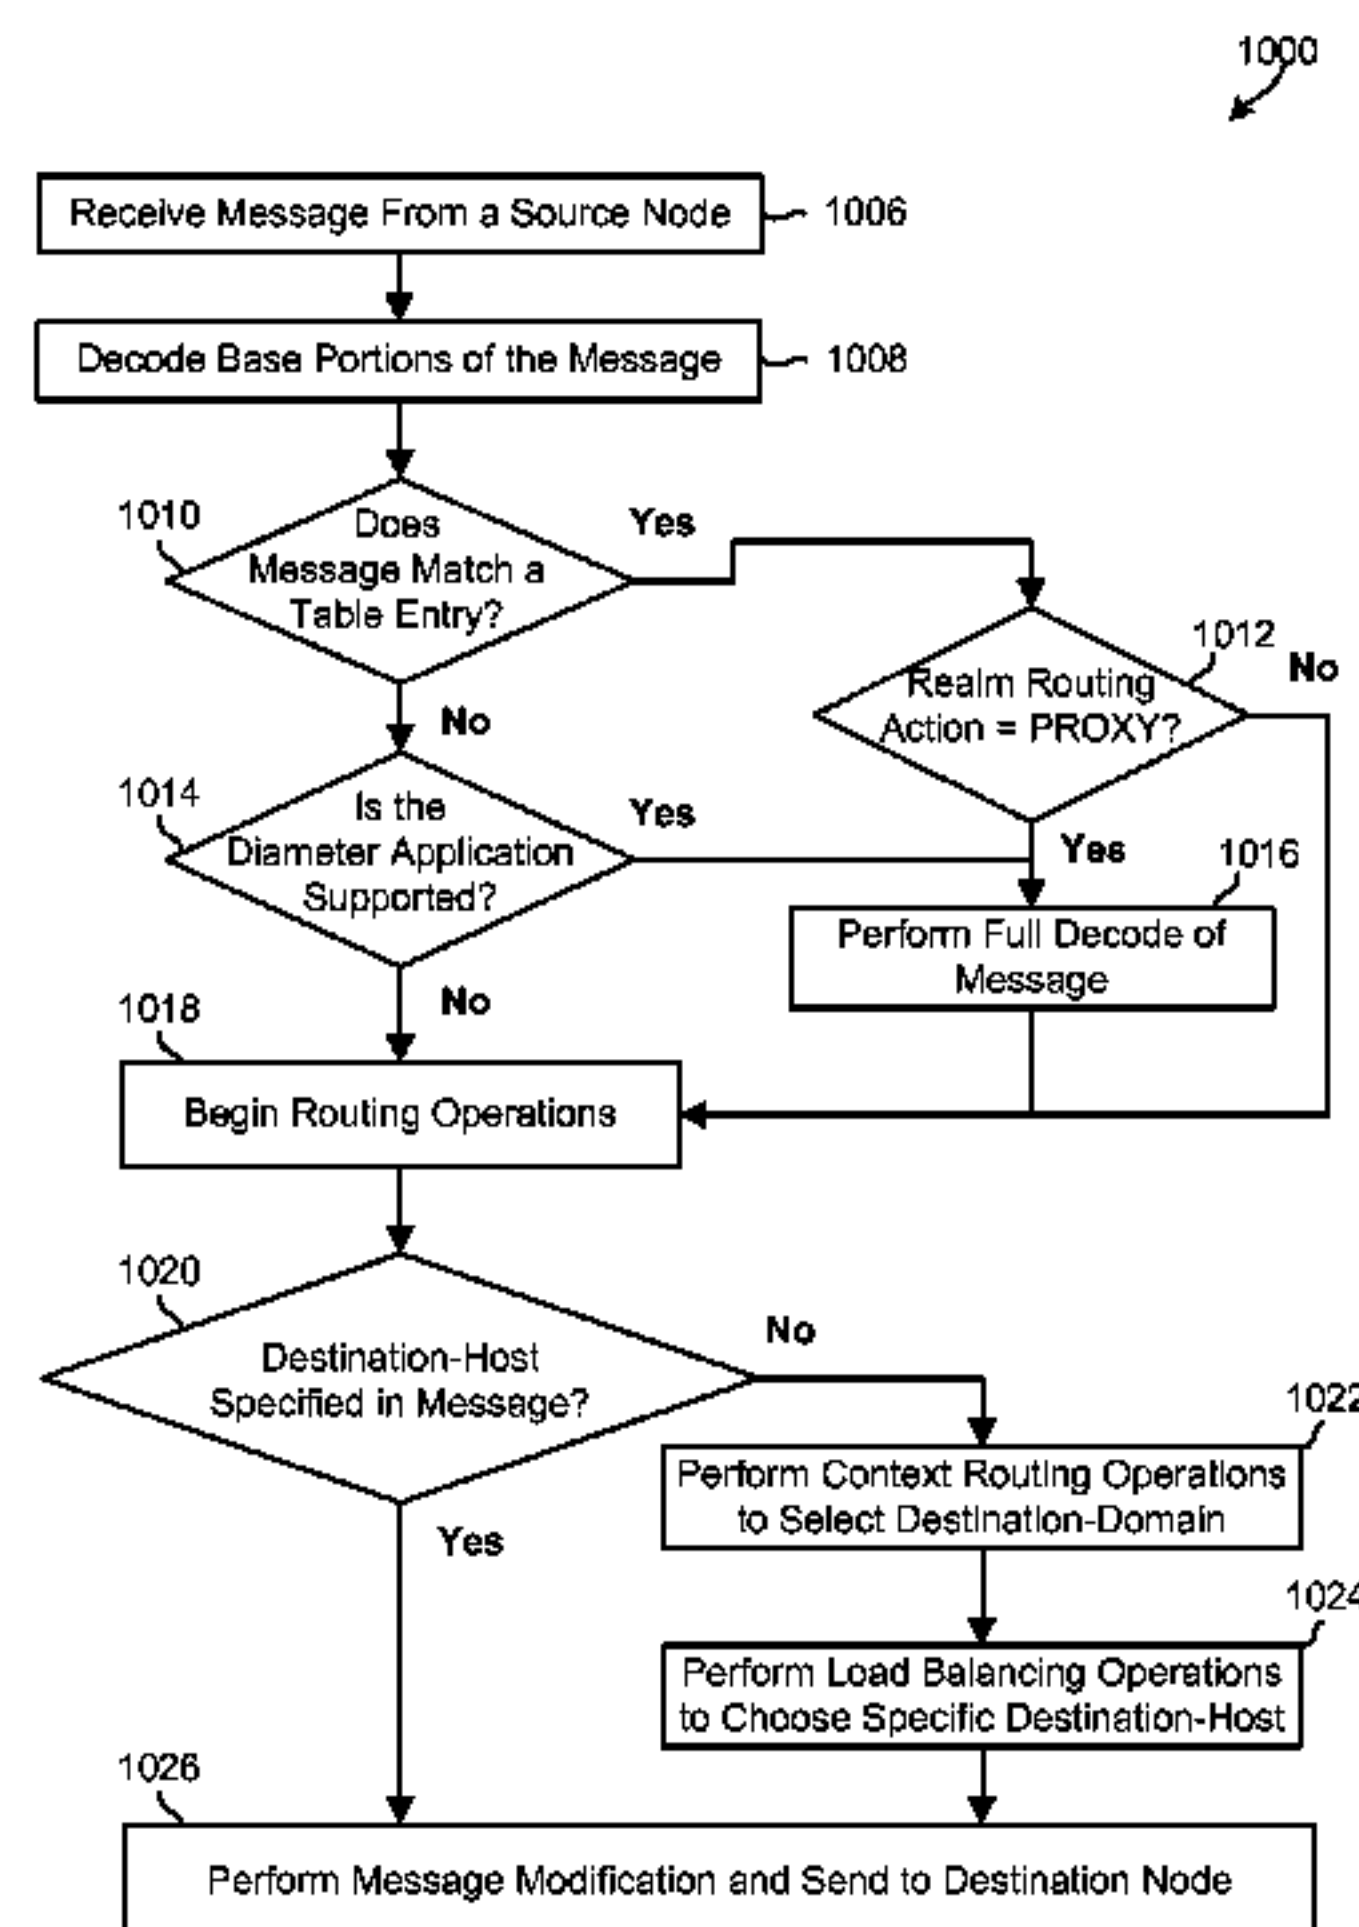 1000
Receive Message From a Source Node
1006
Decode Base Portions of the Message
1008
1010
Does
Message Match a
Table Entry?
Yes
1012
No
Realm Routing
Action = PROXY?
No
1014
Is the
Diameter Application
Supported?
Yes
Yes
1016
Perform Full Decode of
Message
No
1018
Begin Routing Operations
1020
Destination-Host
Specified in Message?
No
1022
Perform Context Routing Operations
to Select Destination-Domain
Yes
1024
Perform Load Balancing Operations
to Choose Specific Destination-Host
1026
Perform Message Modification and Send to Destination Node